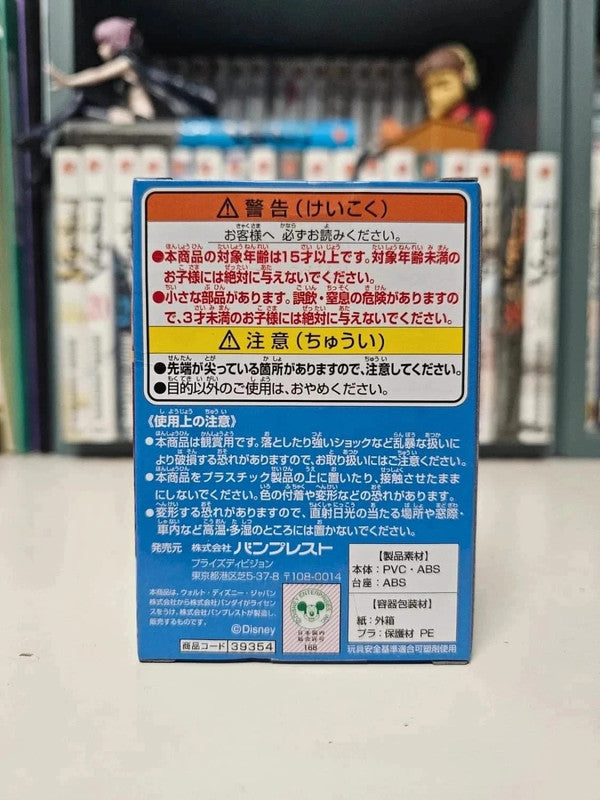 ⚠警告(けいこく)
お客様へ 必ずお読みください。
●本商品の対象年齢は15才以上です。対象年齢未満の
お子様には絶対に与えないでください。
●小さな部品があります。誤飲・窒息の危険がありますの
で、3才未満のお子様には絶対に与えないでください。
⚠注意(ちゅうい)
●先端が尖っている箇所がありますので、注意してください。
●目的以外のご使用は、おやめください。
《使用上の注意》
●本商品は観賞用です。落としたり強いショックなど乱暴な扱いに
より破損する恐れがありますので、お取り扱いにはご注意ください。
●本商品をプラスチック製品の上に置いたり、接触させたまま
にしないでください。色の付着や変形などの恐れがあります。
●変形する恐れがありますので、直射日光の当たる場所や窓際・
車内など高温・多湿のところには置かないでください。
発売元 株式会社 バンプレスト
プライズディビジョン
東京都港区芝5-37-8 〒108-0014
本商品は、ウォルト・ディズニー・ジャパン
株式会社から株式会社バンダイがライセン
スをうけ、株式会社バンプレストが製造し、
販売するものです。
©Disney
商品コード 39354
日本国内
販売許可
168
【製品素材】
本体:PVC・ABS
台座:ABS
【容器包装材】
紙:外箱
プラ:保護材 PE
玩具安全基準適合可塑剤使用